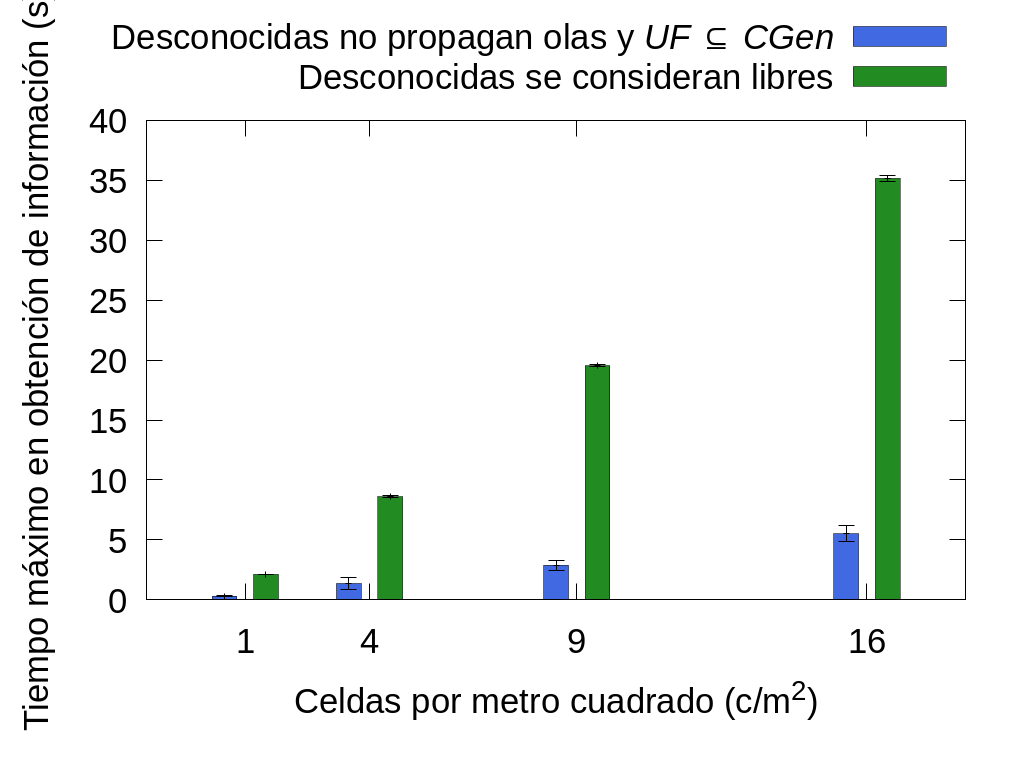 Desconocidas no propagan olas y UF ⊆ CGen
Desconocidas se consideran libres
Tiempo máximo en obtención de información (s
40
35
30
25
20
15
10
5
0
1 4 9 16
Celdas por metro cuadrado (c/m²)